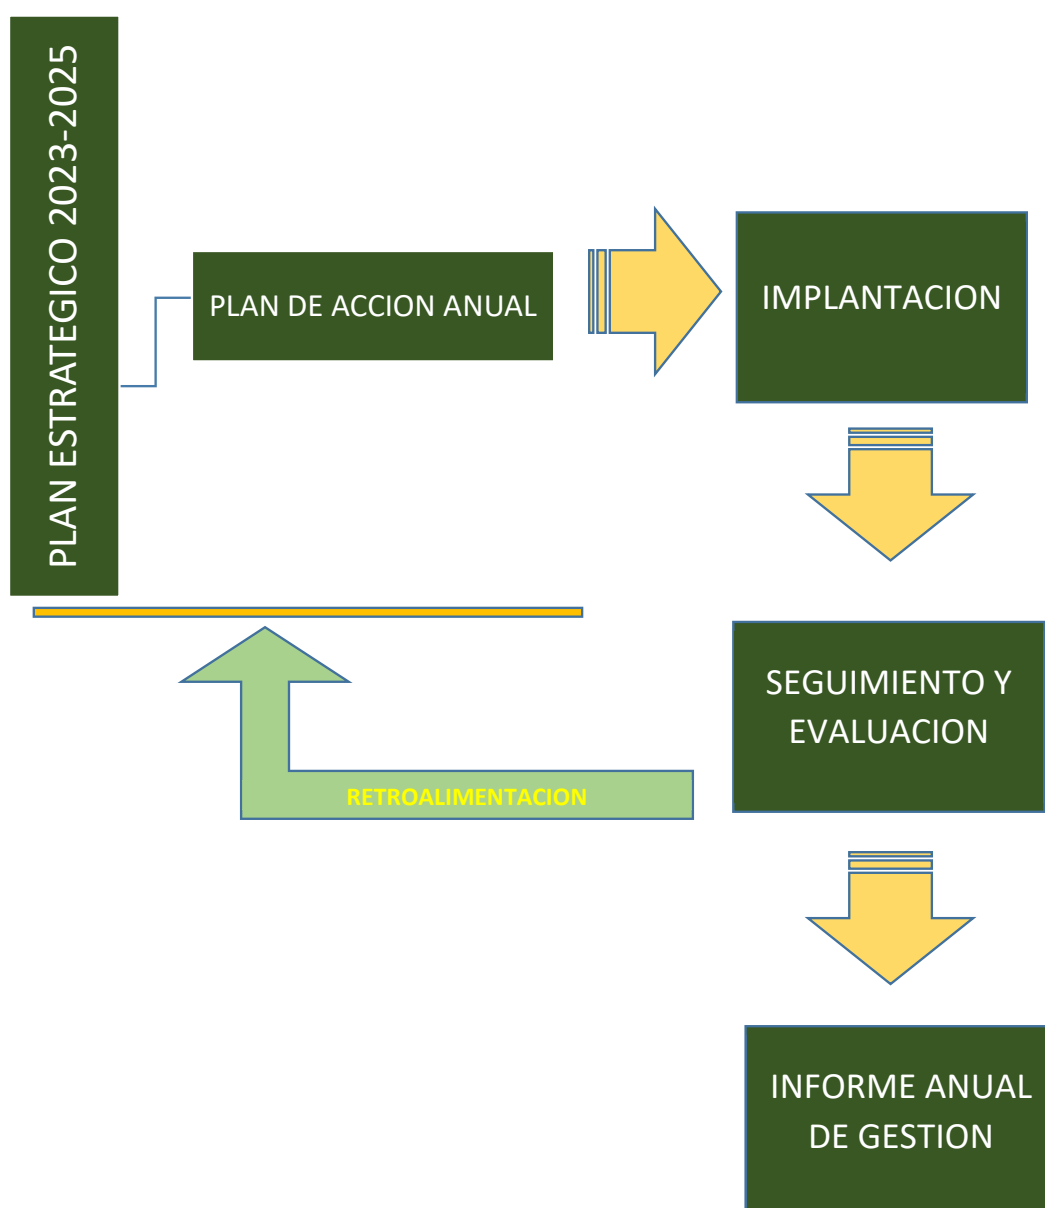 PLAN ESTRATEGICO 2023-2025
PLAN DE ACCION ANUAL
IMPLANTACION
SEGUIMIENTO Y
EVALUACION
RETROALIMENTACION
INFORME ANUAL
DE GESTION